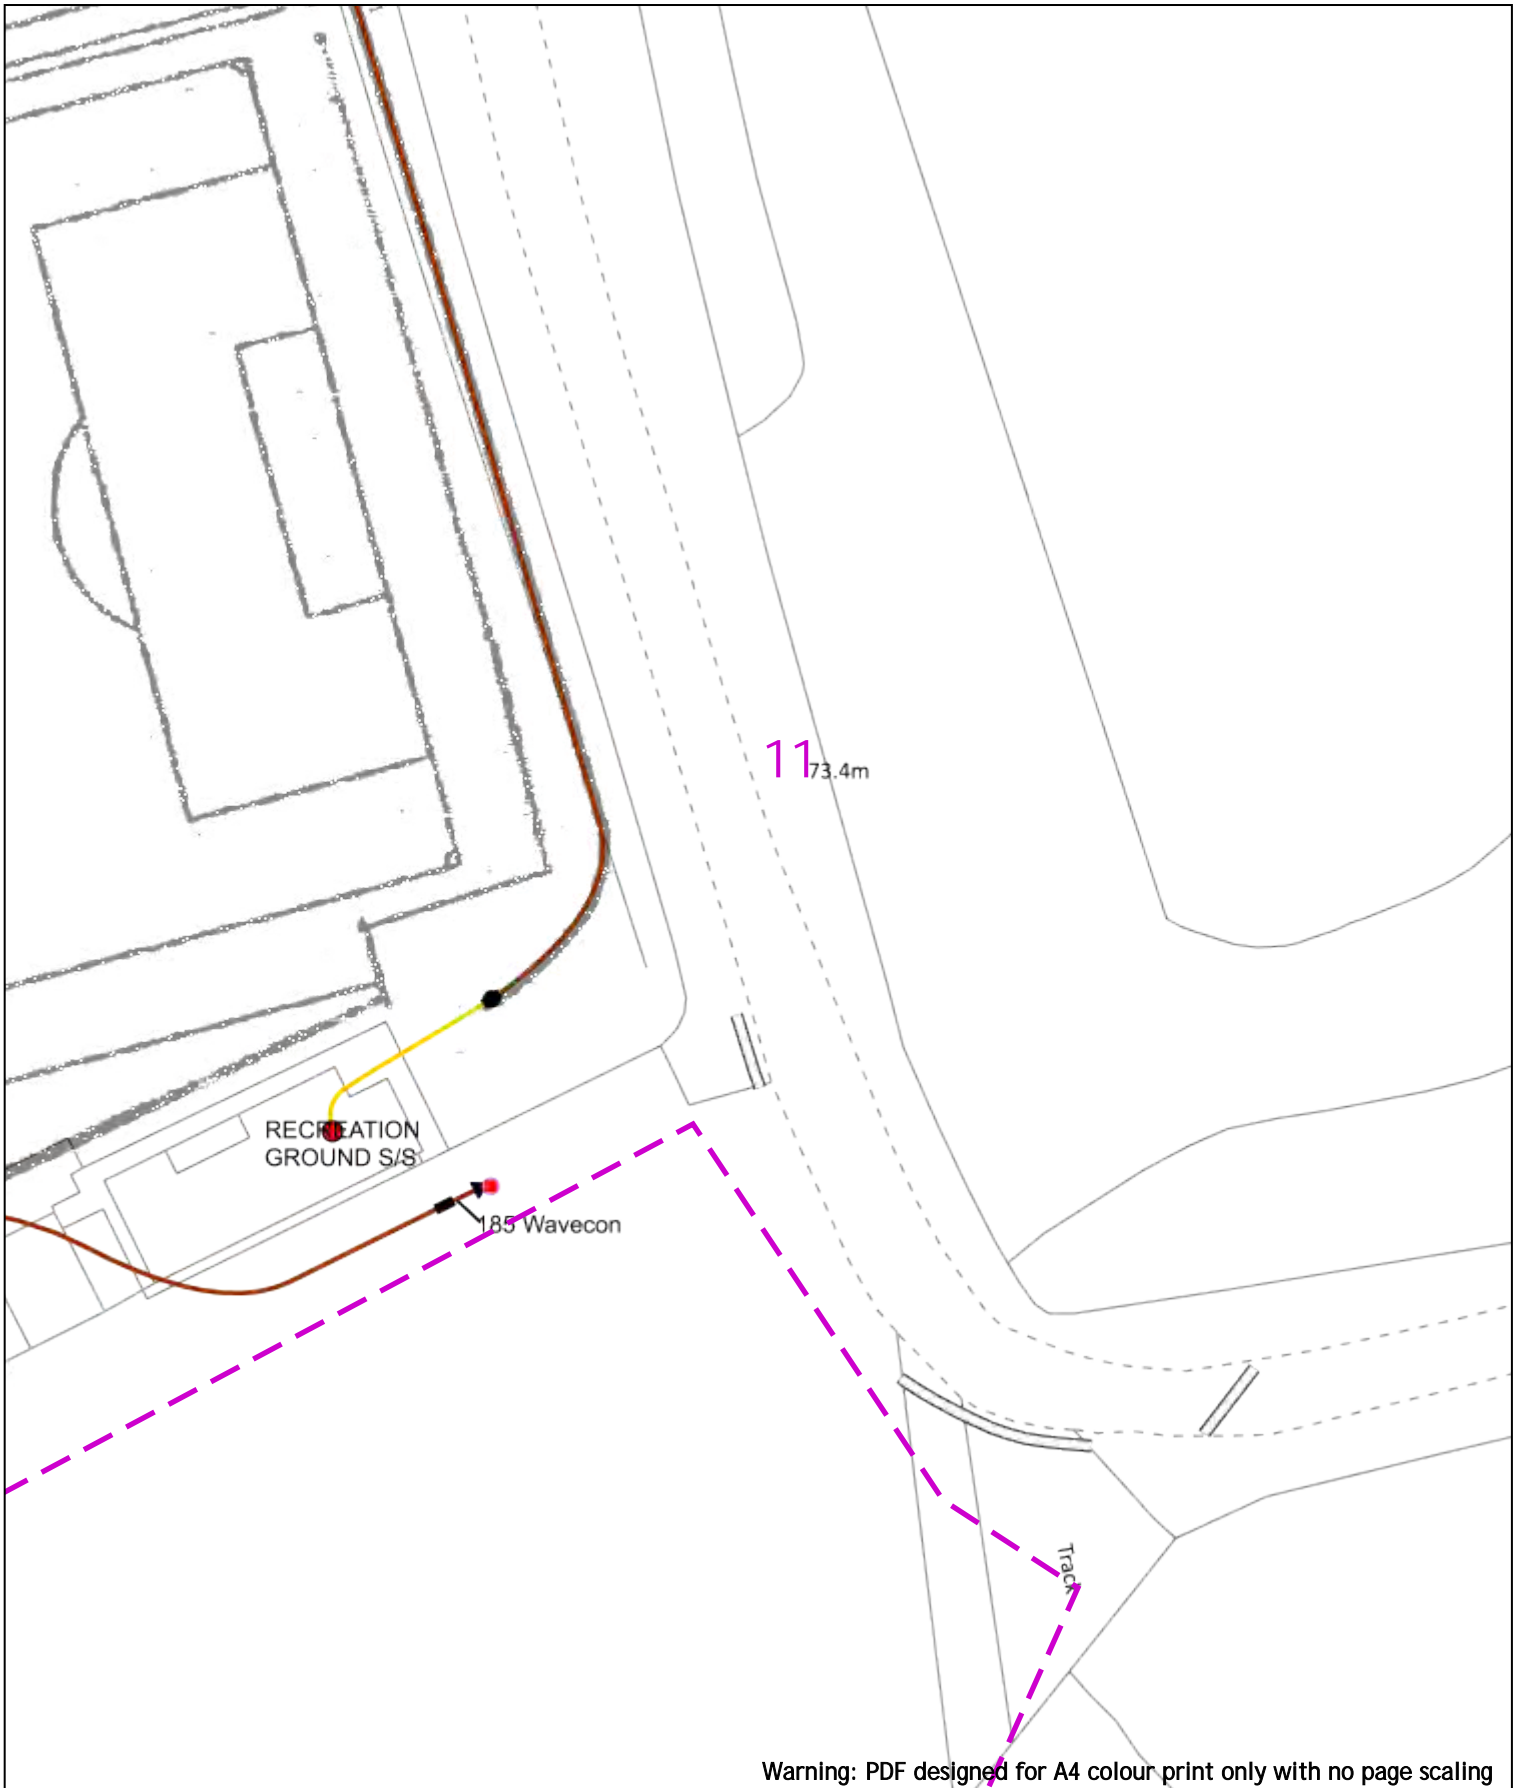 11
73.4m
RECREATION
GROUND S/S
185 Wavecon
Track
Warning: PDF designed for A4 colour print only with no page scaling